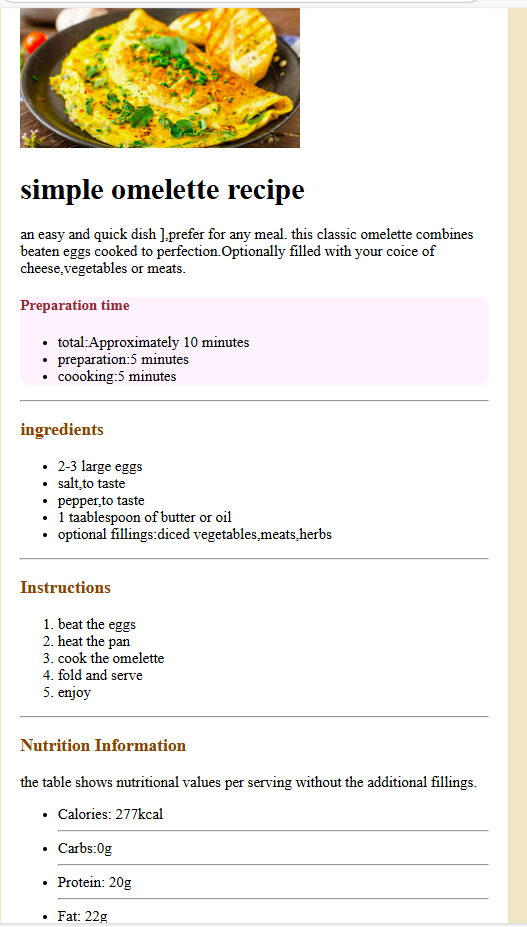 simple omelette recipe
an easy and quick dish ],prefer for any meal. this classic omelette combines
beaten eggs cooked to perfection.Optionally filled with your coice of
cheese,vegetables or meats.
Preparation time
• total:Approximately 10 minutes
• preparation:5 minutes
• coooking:5 minutes
ingredients
• 2-3 large eggs
• salt,to taste
• pepper,to taste
• 1 taablespoon of butter or oil
• optional fillings:diced vegetables,meats,herbs
Instructions
1. beat the eggs
2. heat the pan
3. cook the omelette
4. fold and serve
5. enjoy
Nutrition Information
the table shows nutritional values per serving without the additional fillings.
• Calories: 277kcal
• Carbs:0g
• Protein: 20g
• Fat: 22g